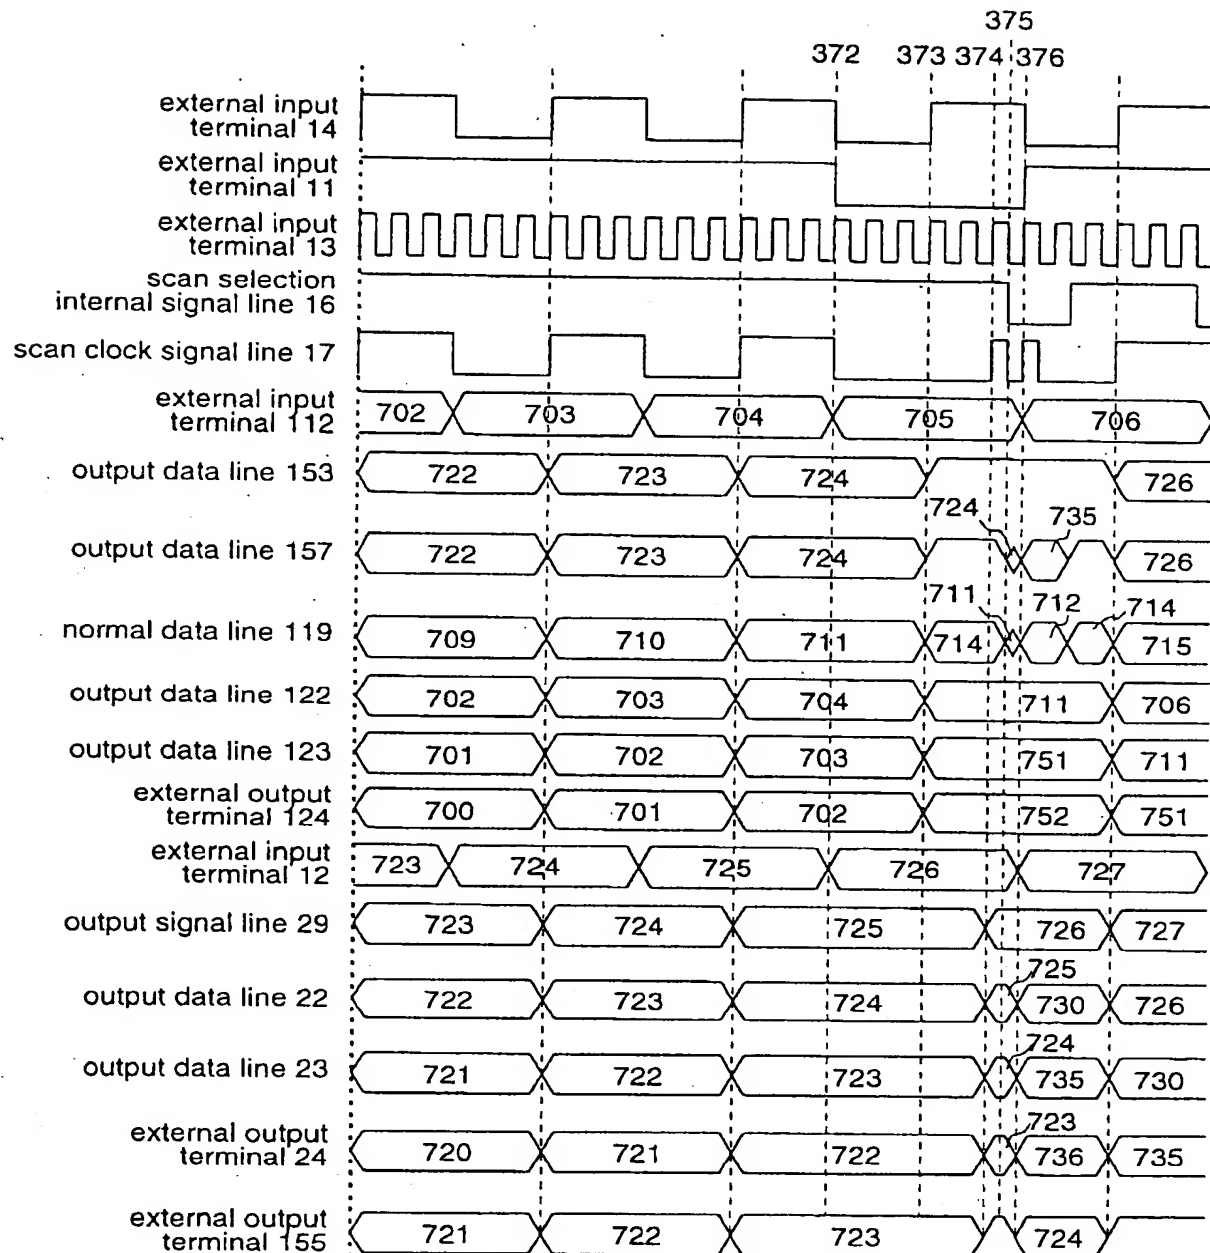 375
372 373 374 376
external input
terminal 14
external input
terminal 11
external input
terminal 13
scan selection
internal signal line 16
scan clock signal line 17
external input
terminal 112
702 703 704 705 706
output data line 153
722 723 724 726
724 735
output data line 157
722 723 724 726
711 712 714
normal data line 119
709 710 711 714 715
output data line 122
702 703 704 711 706
output data line 123
701 702 703 751 711
external output
terminal 124
700 701 702 752 751
external input
terminal 12
723 724 725 726 727
output signal line 29
723 724 725 726 727
725
output data line 22
722 723 724 730 726
724
output data line 23
721 722 723 735 730
723
external output
terminal 24
720 721 722 736 735
external output
terminal 155
721 722 723 724